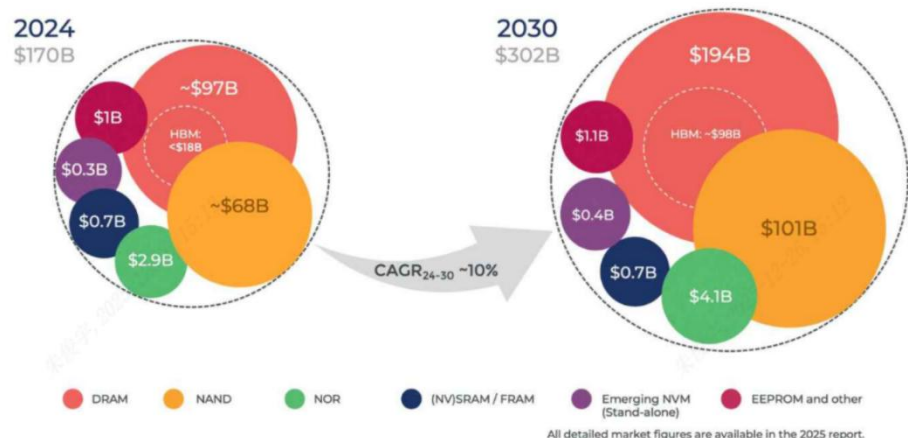 2024
$170B
~$97B
HBM:
<$18B
$1B
$0.3B
$0.7B
$2.9B
~$68B
CAGR24-30 ~10%
2030
$302B
$194B
HBM: ~$98B
$1.1B
$0.4B
$0.7B
$4.1B
$101B
DRAM
NAND
NOR
(NV)SRAM / FRAM
Emerging NVM
(Stand-alone)
EEPROM and other
All detailed market figures are available in the 2025 report.